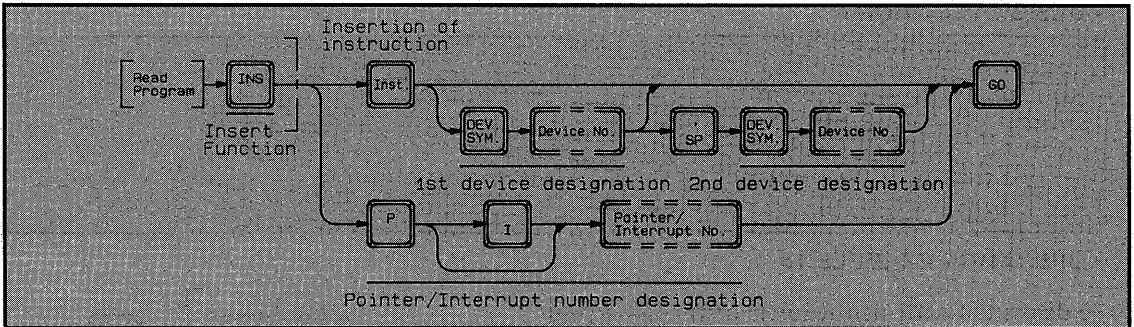 Insertion of
instruction
Read
Program
INS
Inst.
GO
Insert
Function
DEV.
SYM.
Device No.
,
SP
DEV.
SYM.
Device No.
1st device designation 2nd device designation
P
I
Pointer/
Interrupt No.
Pointer/Interrupt number designation